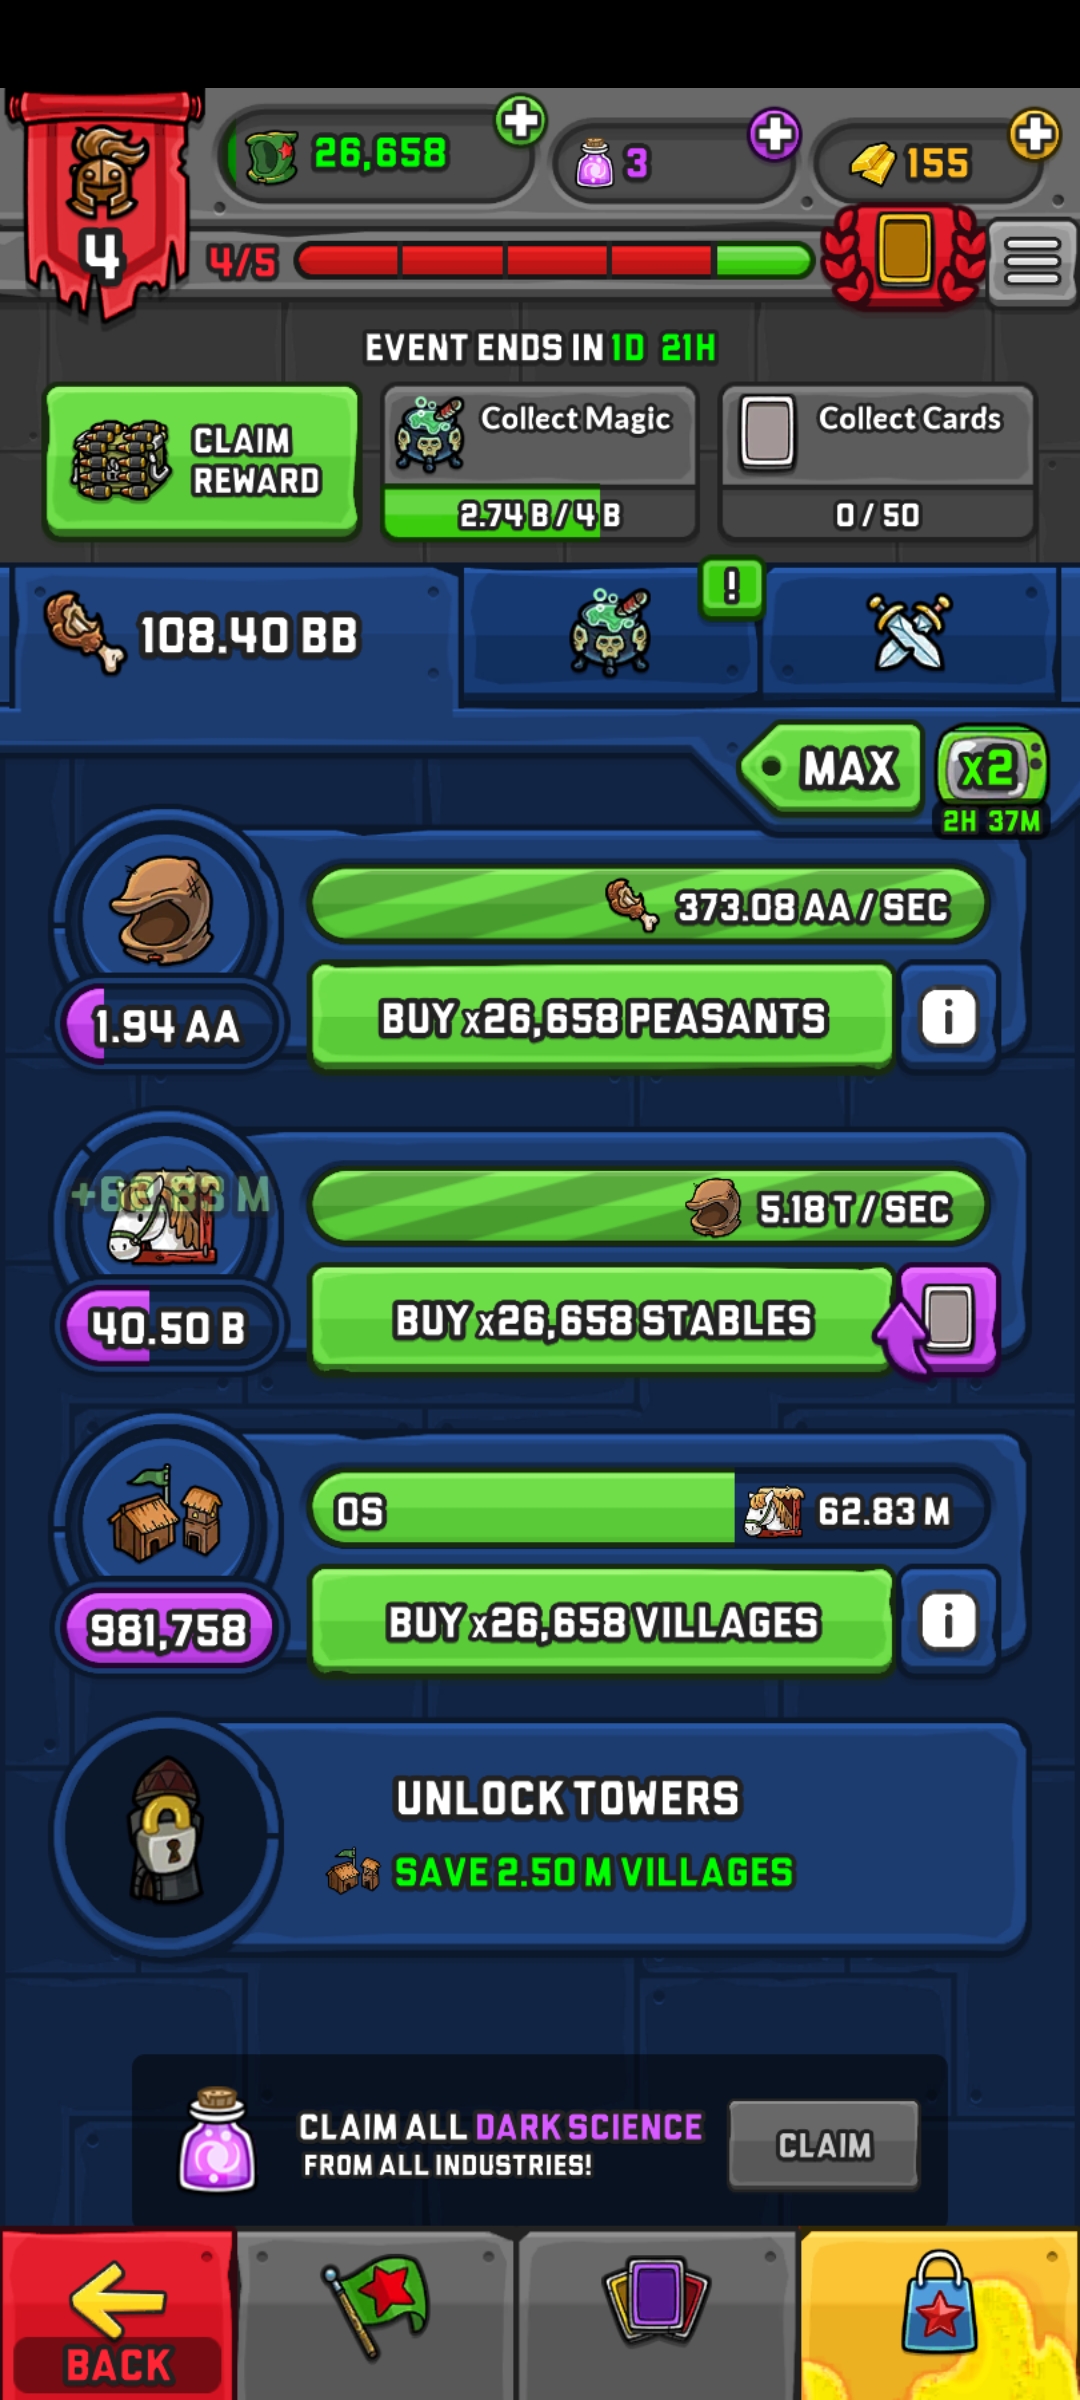 26,658
3
155
4
4/5
EVENT ENDS IN 1D 21H
CLAIM REWARD
Collect Magic
2.74 B / 4 B
Collect Cards
0 / 50
108.40 BB
!
MAX
x2
2H 37M
373.08 AA / SEC
1.94 AA
BUY x26,658 PEASANTS
i
5.18 T / SEC
40.50 B
BUY x26,658 STABLES
0S
62.83 M
981,758
BUY x26,658 VILLAGES
i
UNLOCK TOWERS
SAVE 2.50 M VILLAGES
CLAIM ALL DARK SCIENCE
FROM ALL INDUSTRIES!
CLAIM
BACK